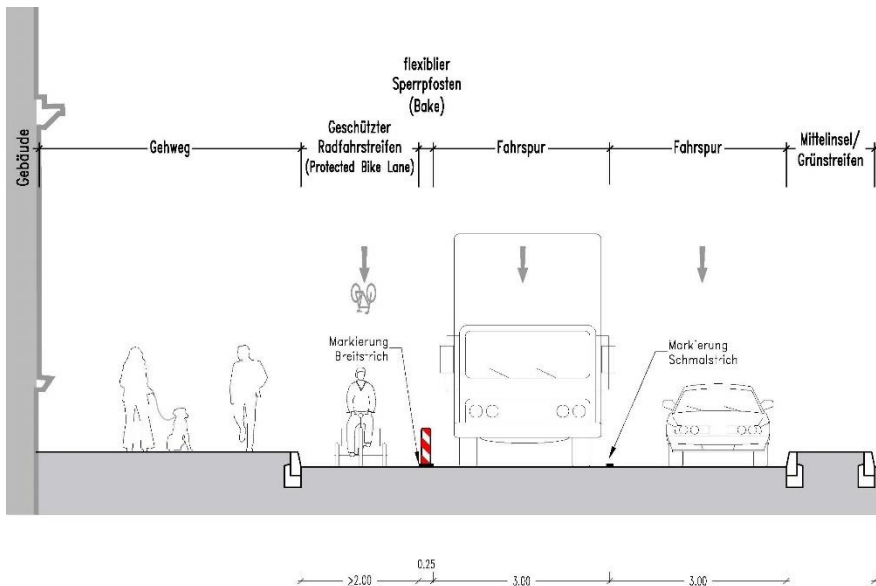 flexiblier
Sperrpfosten
(Bake)
Geschützter
Radfahrstreifen
(Protected Bike Lane)
Gebäude
Gehweg
Fahrspur
Fahrspur
Mittelinsel/
Grünstreifen
Markierung
Breitstrich
Markierung
Schmalstrich
≥2.00
0.25
3.00
3.00